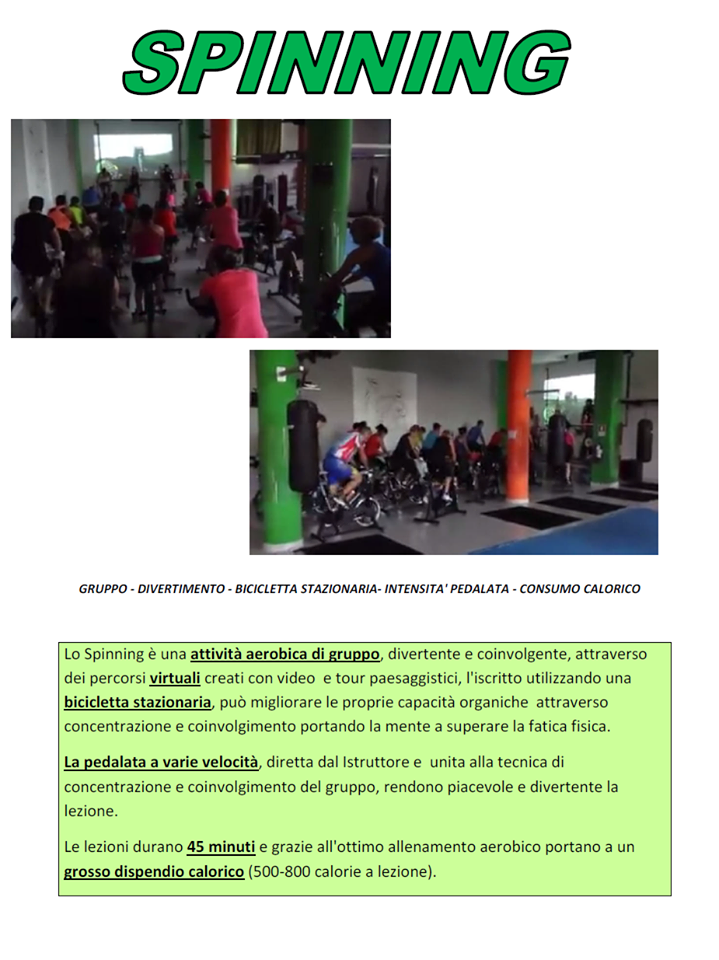 SPINNING
GRUPPO - DIVERTIMENTO - BICICLETTA STAZIONARIA- INTENSITA' PEDALATA - CONSUMO CALORICO
Lo Spinning è una attività aerobica di gruppo, divertente e coinvolgente, attraverso
dei percorsi virtuali creati con video  e tour paesaggistici, l'iscritto utilizzando una
bicicletta stazionaria, può migliorare le proprie capacità organiche  attraverso
concentrazione e coinvolgimento portando la mente a superare la fatica fisica.
La pedalata a varie velocità, diretta dal Istruttore e  unita alla tecnica di
concentrazione e coinvolgimento del gruppo, rendono piacevole e divertente la
lezione.
Le lezioni durano 45 minuti e grazie all'ottimo allenamento aerobico portano a un
grosso dispendio calorico (500-800 calorie a lezione).